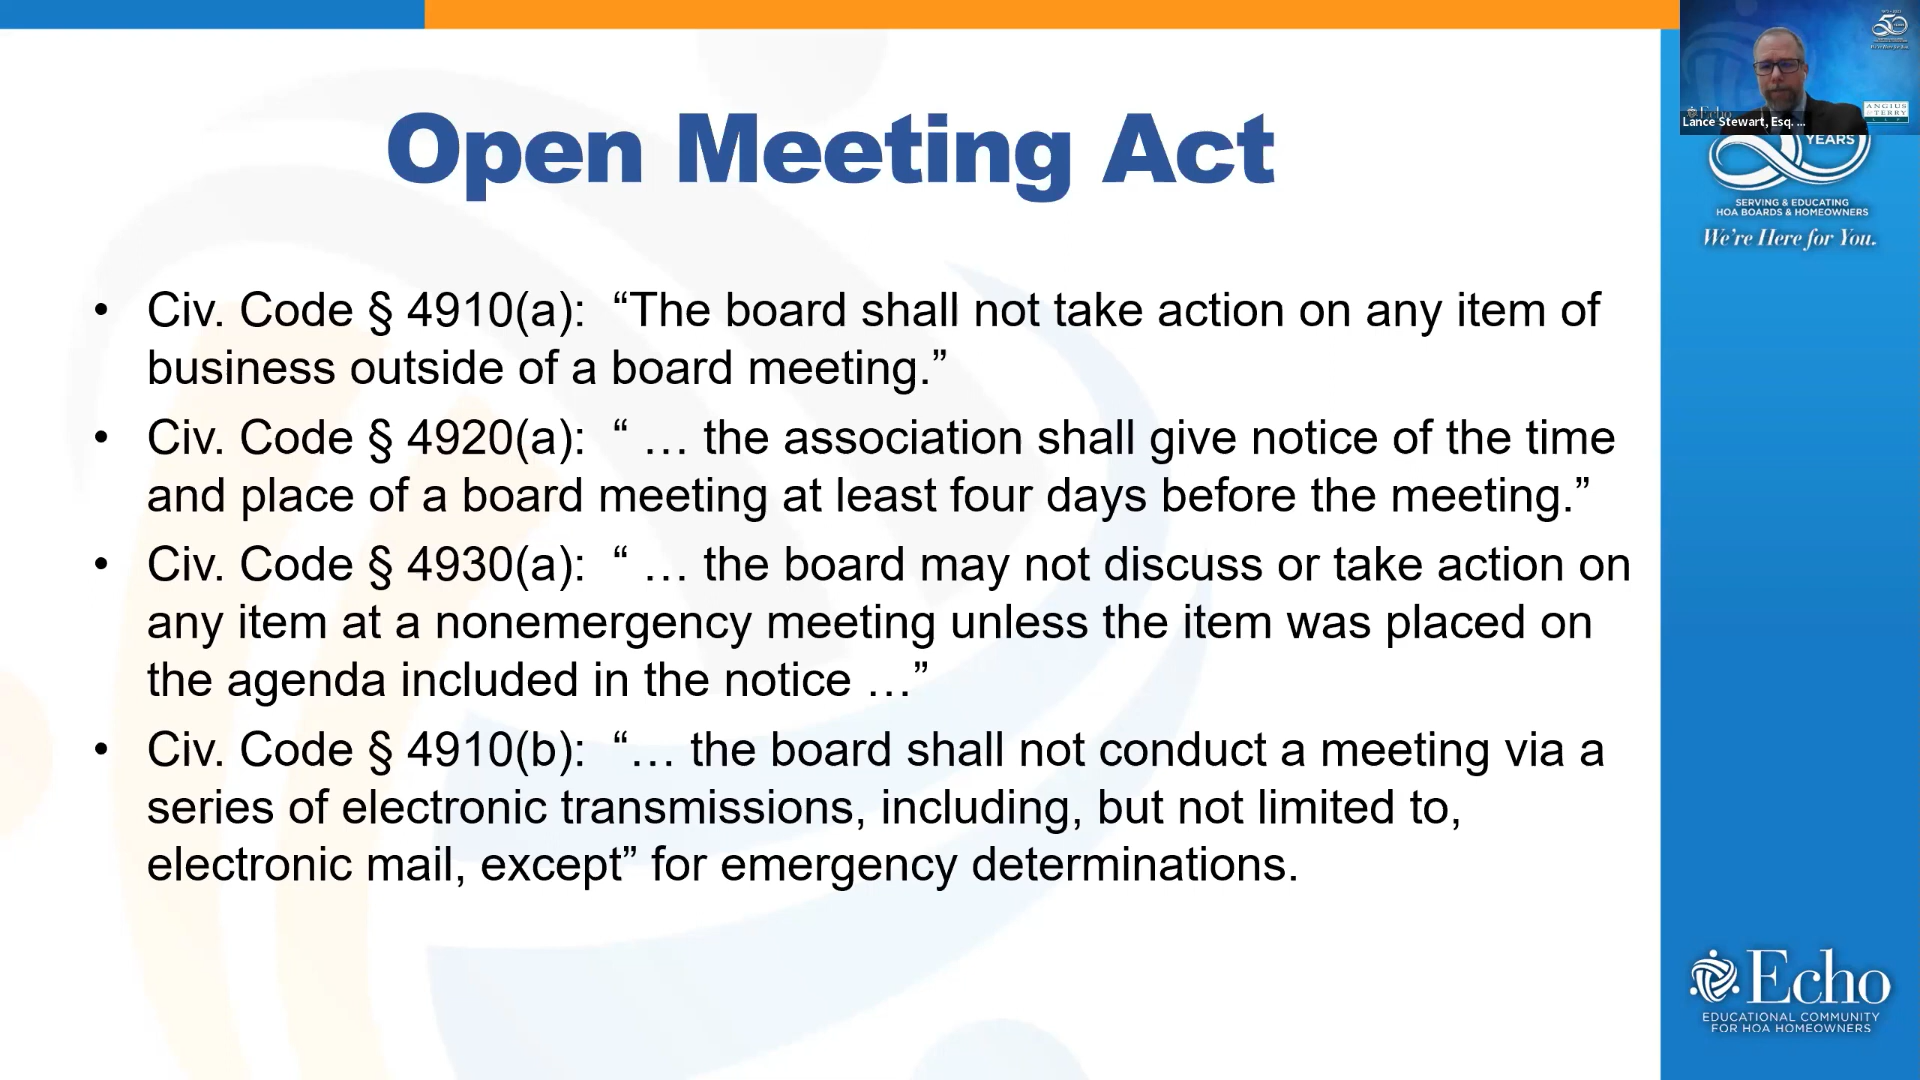 Open Meeting Act
• Civ. Code § 4910(a):  “The board shall not take action on any item of
business outside of a board meeting.”
• Civ. Code § 4920(a):  “ … the association shall give notice of the time
and place of a board meeting at least four days before the meeting.”
• Civ. Code § 4930(a):  “ … the board may not discuss or take action on
any item at a nonemergency meeting unless the item was placed on
the agenda included in the notice …”
• Civ. Code § 4910(b):  “… the board shall not conduct a meeting via a
series of electronic transmissions, including, but not limited to,
electronic mail, except” for emergency determinations.
50
ANGIUS
& TERRY
LLP
Echo
Lance Stewart, Esq. ...
YEARS
SERVING & EDUCATING
HOA BOARDS & HOMEOWNERS
We’re Here for You.
Echo
EDUCATIONAL COMMUNITY
FOR HOA HOMEOWNERS